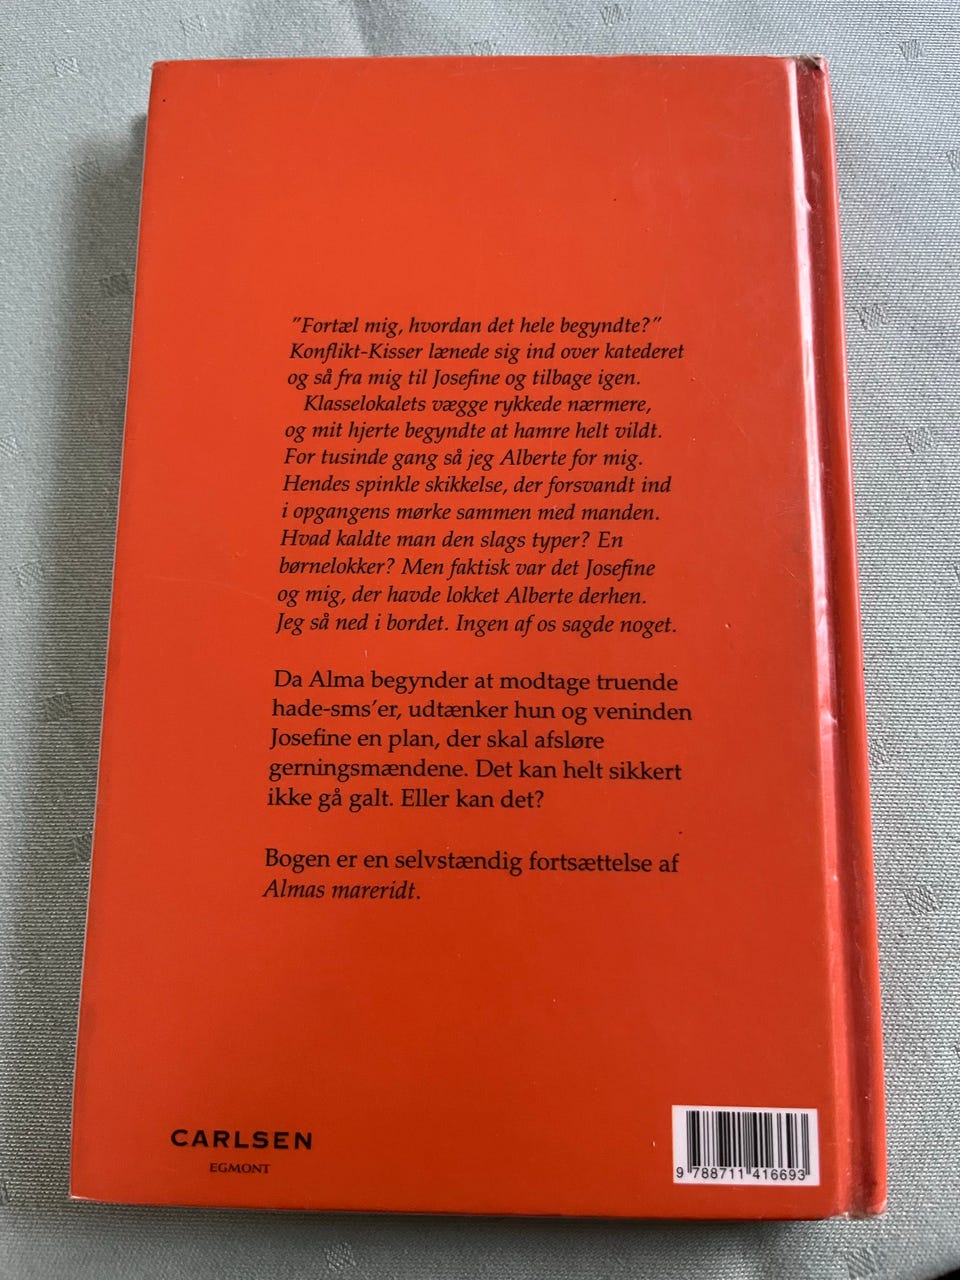 "Fortæl mig, hvordan det hele begyndte?"
Konflikt-Kisser lænede sig ind over katederet
og så fra mig til Josefine og tilbage igen.
Klasselokalets vægge rykkede nærmere,
og mit hjerte begyndte at hamre helt vildt.
For tusinde gang så jeg Alberte for mig.
Hendes spinkle skikkelse, der forsvandt ind
i opgangens mørke sammen med manden.
Hvad kaldte man den slags typer? En
børnelokker? Men faktisk var det Josefine
og mig, der havde lokket Alberte derhen.
Jeg så ned i bordet. Ingen af os sagde noget.
Da Alma begynder at modtage truende
hade-sms'er, udtænker hun og veninden
Josefine en plan, der skal afsløre
gerningsmændene. Det kan helt sikkert
ikke gå galt. Eller kan det?
Bogen er en selvstændig fortsættelse af
Almas mareridt.
CARLSEN
EGMONT
9 788711 416693